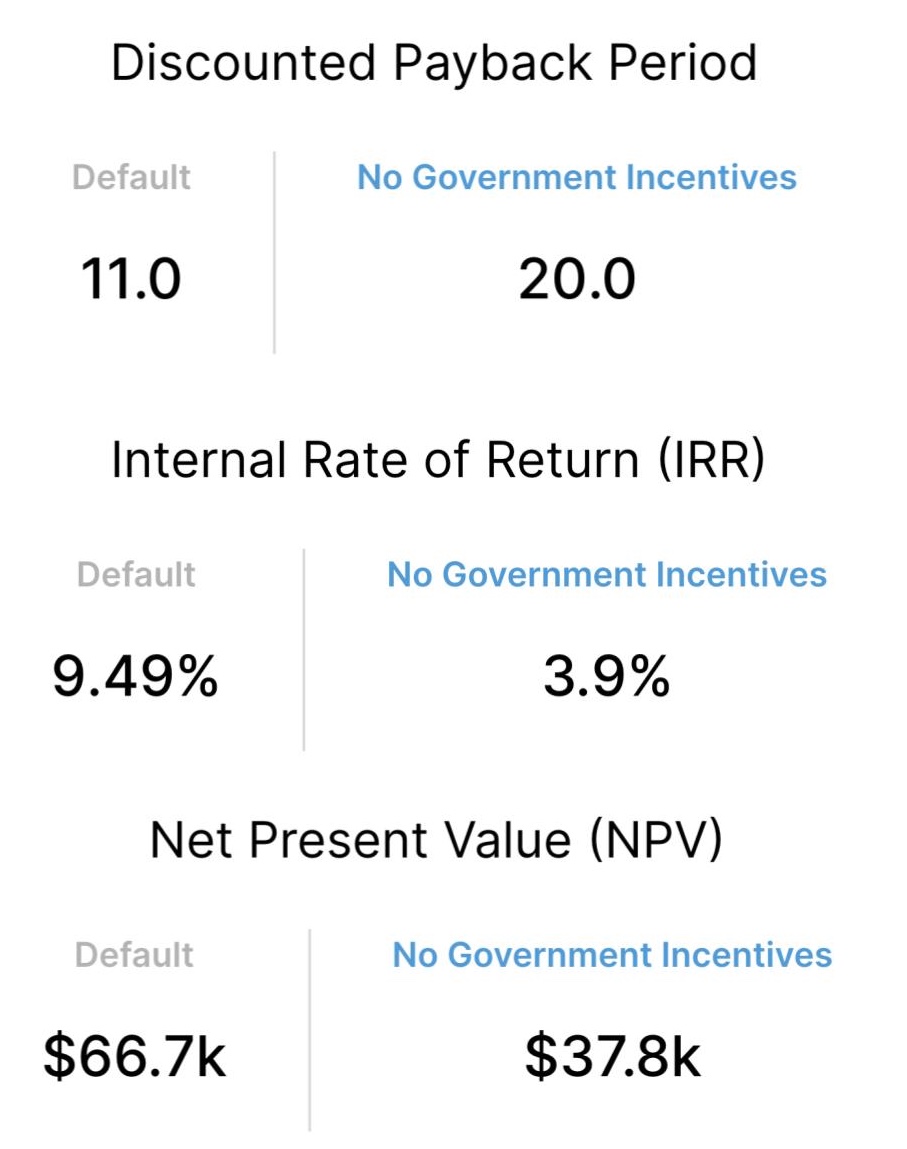 Discounted Payback Period
Default No Government Incentives
11.0 20.0
Internal Rate of Return (IRR)
Default No Government Incentives
9.49% 3.9%
Net Present Value (NPV)
Default No Government Incentives
$66.7k $37.8k